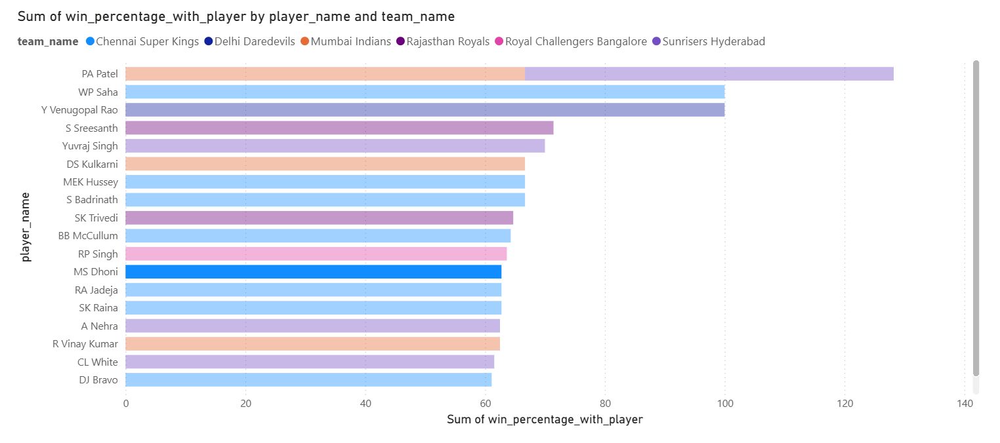 Sum of win_percentage_with_player by player_name and team_name
team_name Chennai Super Kings Delhi Daredevils Mumbai Indians Rajasthan Royals Royal Challengers Bangalore Sunrisers Hyderabad
player_name
PA Patel
WP Saha
Y Venugopal Rao
S Sreesanth
Yuvraj Singh
DS Kulkarni
MEK Hussey
S Badrinath
SK Trivedi
BB McCullum
RP Singh
MS Dhoni
RA Jadeja
SK Raina
A Nehra
R Vinay Kumar
CL White
DJ Bravo
0 20 40 60 80 100 120 140
Sum of win_percentage_with_player